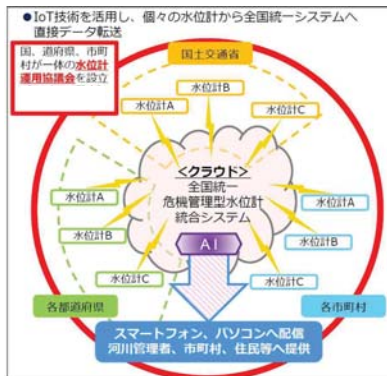 ●IoT技術を活用し、個々の水位計から全国統一システムへ
直接データ転送
国、道府県、市町
村が一体の水位計
運用協議会を設立
国土交通省
水位計A
水位計B
水位計C
<クラウド>
全国統一
危機管理型水位計
統合システム
AI
水位計A
水位計B
水位計C
各都道府県
水位計A
水位計B
水位計C
各市町村
スマートフォン、パソコンへ配信
河川管理者、市町村、住民等へ提供